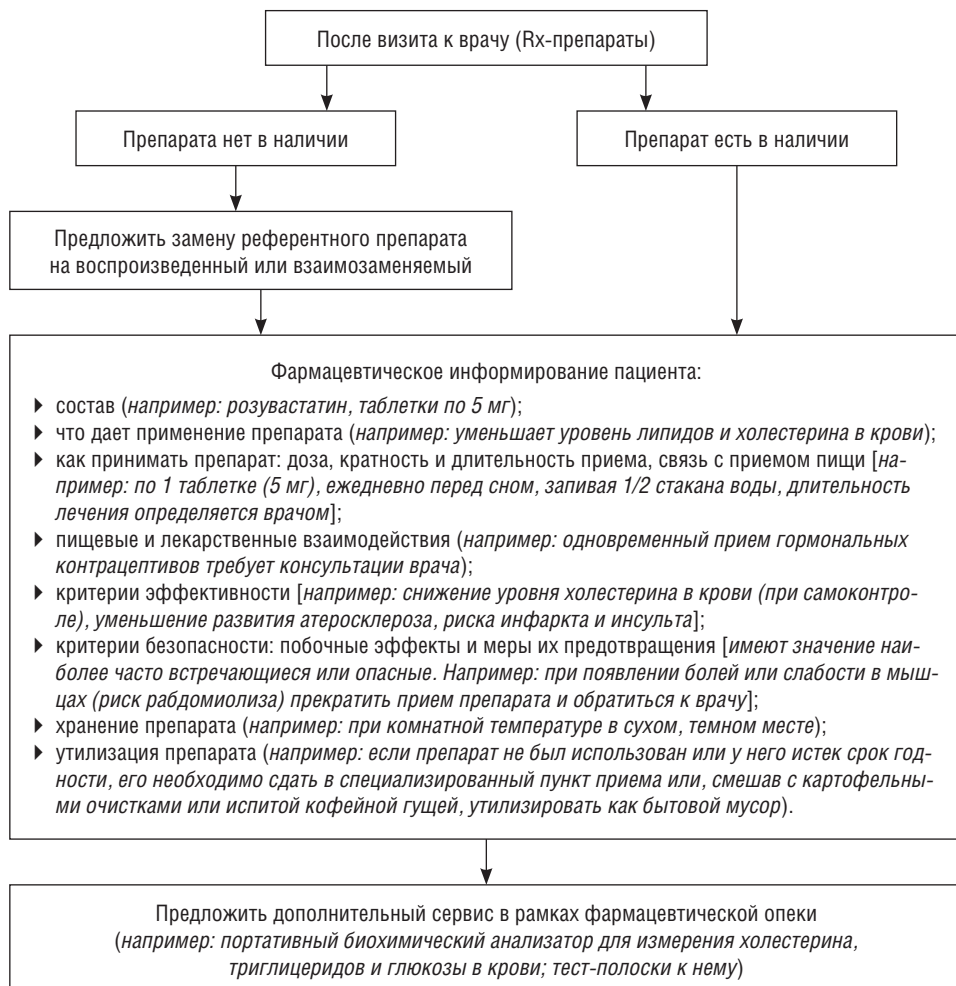 После визита к врачу (Rx-препараты)
Препарата нет в наличии
Препарат есть в наличии
Предложить замену референтного препарата
на воспроизведенный или взаимозаменяемый
Фармацевтическое информирование пациента:
состав (например: розувастатин, таблетки по 5 мг);
что дает применение препарата (например: уменьшает уровень липидов и холестерина в крови);
как принимать препарат: доза, кратность и длительность приема, связь с приемом пищи [на-
пример: по 1 таблетке (5 мг), ежедневно перед сном, запивая 1/2 стакана воды, длительность
лечения определяется врачом];
пищевые и лекарственные взаимодействия (например: одновременный прием гормональных
контрацептивов требует консультации врача);
критерии эффективности [например: снижение уровня холестерина в крови (при самоконтро-
ле), уменьшение развития атеросклероза, риска инфаркта и инсульта];
критерии безопасности: побочные эффекты и меры их предотвращения [имеют значение наи-
более часто встречающиеся или опасные. Например: при появлении болей или слабости в мыш-
цах (риск рабдомиолиза) прекратить прием препарата и обратиться к врачу];
хранение препарата (например: при комнатной температуре в сухом, темном месте);
утилизация препарата (например: если препарат не был использован или у него истек срок год-
ности, его необходимо сдать в специализированный пункт приема или, смешав с картофельны-
ми очистками или испитой кофейной гущей, утилизировать как бытовой мусор).
Предложить дополнительный сервис в рамках фармацевтической опеки
(например: портативный биохимический анализатор для измерения холестерина,
триглицеридов и глюкозы в крови; тест-полоски к нему)